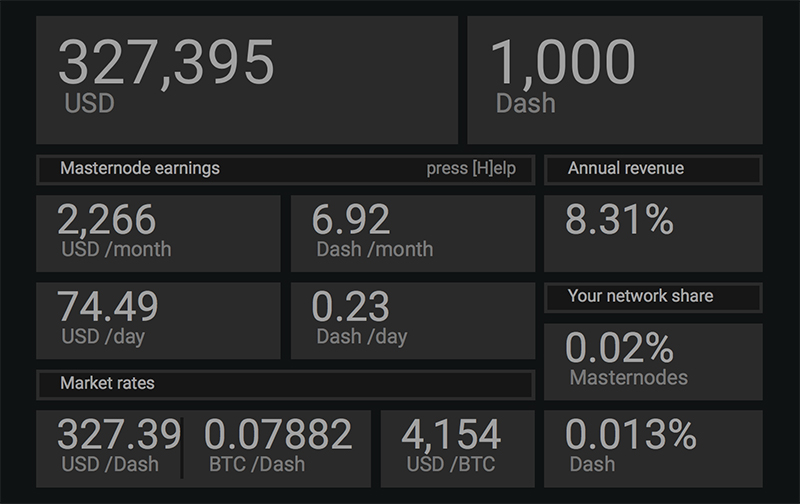 327,395
USD
1,000
Dash
Masternode earnings press [H]elp
Annual revenue
2,266
USD /month
6.92
Dash /month
8.31%
74.49
USD /day
0.23
Dash /day
Your network share
0.02%
Masternodes
Market rates
327.39
USD /Dash
0.07882
BTC /Dash
4,154
USD /BTC
0.013%
Dash